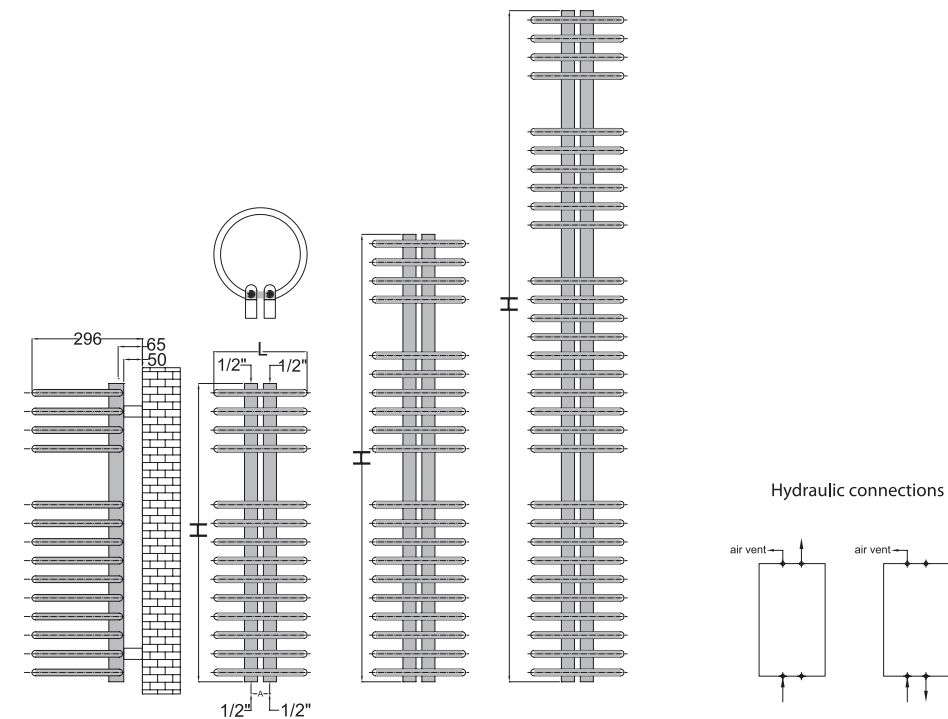 296
65
50
L
1/2" 1/2"
H
H
H
A
1/2" 1/2"
Hydraulic connections
air vent
air vent